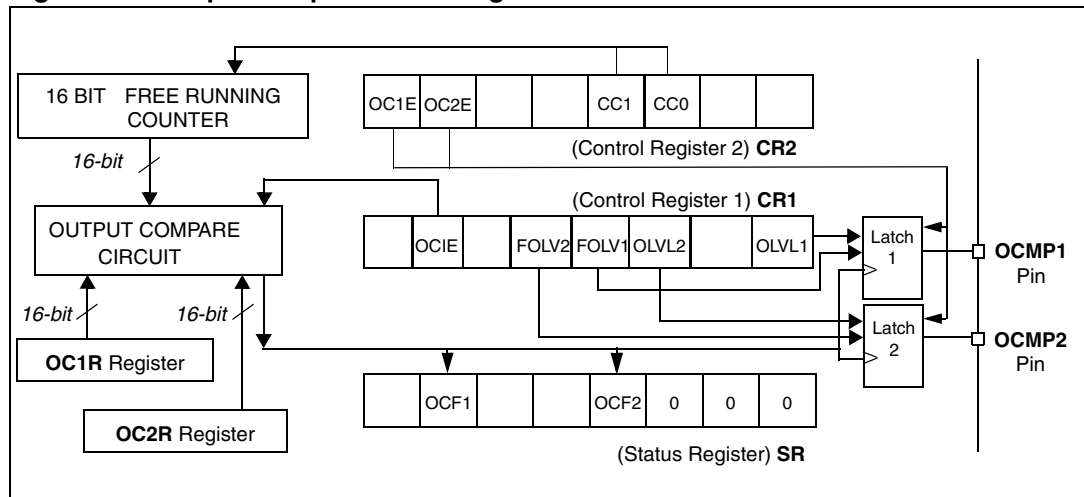 16 BIT FREE RUNNING
COUNTER
16-bit
OC1E OC2E CC1 CC0
(Control Register 2) CR2
(Control Register 1) CR1
OUTPUT COMPARE
CIRCUIT
OCIE FOLV2 FOLV1 OLVL2 OLVL1
Latch
1
OCMP1
Pin
16-bit 16-bit
Latch
2
OCMP2
Pin
OC1R Register
OCF1 OCF2 0 0 0
OC2R Register
(Status Register) SR